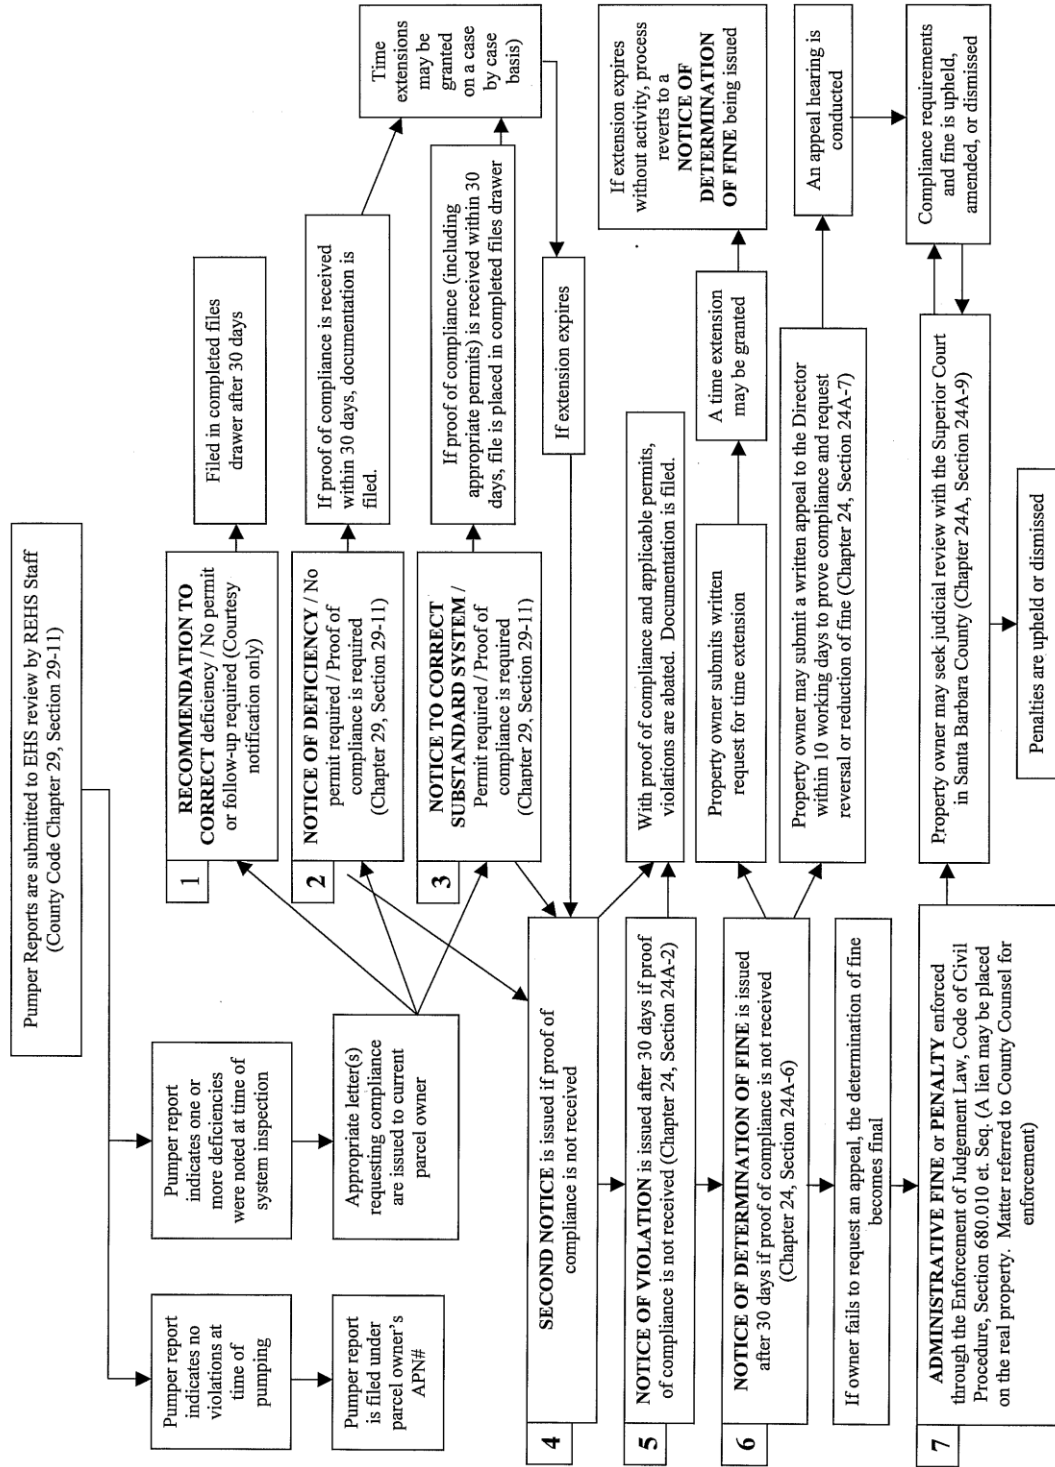 Pumper Reports are submitted to EHS review by REHS Staff
(County Code Chapter 29, Section 29-11)
Pumper report
indicates no
violations at
time of
pumping
Pumper report
is filed under
parcel owner's
APN#
Pumper report
indicates one or
more deficiencies
were noted at time of
system inspection
Appropriate letter(s)
requesting compliance
are issued to current
parcel owner
1
RECOMMENDATION TO
CORRECT deficiency / No permit
or follow-up required (Courtesy
notification only)
Filed in completed files
drawer after 30 days
2
NOTICE OF DEFICIENCY / No
permit required / Proof of
compliance is required
(Chapter 29, Section 29-11)
If proof of compliance is received
within 30 days, documentation is
filed.
3
NOTICE TO CORRECT
SUBSTANDARD SYSTEM /
Permit required / Proof of
compliance is required
(Chapter 29, Section 29-11)
If proof of compliance (including
appropriate permits) is received within 30
days, file is placed in completed files drawer
Time
extensions
may be
granted
on a case
by case
basis)
If extension expires
4
SECOND NOTICE is issued if proof of
compliance is not received
5
NOTICE OF VIOLATION is issued after 30 days if proof
of compliance is not received (Chapter 24, Section 24A-2)
With proof of compliance and applicable permits,
violations are abated. Documentation is filed.
6
NOTICE OF DETERMINATION OF FINE is issued
after 30 days if proof of compliance is not received
(Chapter 24, Section 24A-6)
Property owner submits written
request for time extension
A time extension
may be granted
If extension expires
without activity, process
reverts to a
NOTICE OF
DETERMINATION
OF FINE being issued
Property owner may submit a written appeal to the Director
within 10 working days to prove compliance and request
reversal or reduction of fine (Chapter 24, Section 24A-7)
An appeal hearing is
conducted
If owner fails to request an appeal, the determination of fine
becomes final
7
ADMINISTRATIVE FINE or PENALTY enforced
through the Enforcement of Judgement Law, Code of Civil
Procedure, Section 680.010 et. Seq. (A lien may be placed
on the real property. Matter referred to County Counsel for
enforcement)
Property owner may seek judicial review with the Superior Court
in Santa Barbara County (Chapter 24A, Section 24A-9)
Compliance requirements
and fine is upheld,
amended, or dismissed
Penalties are upheld or dismissed